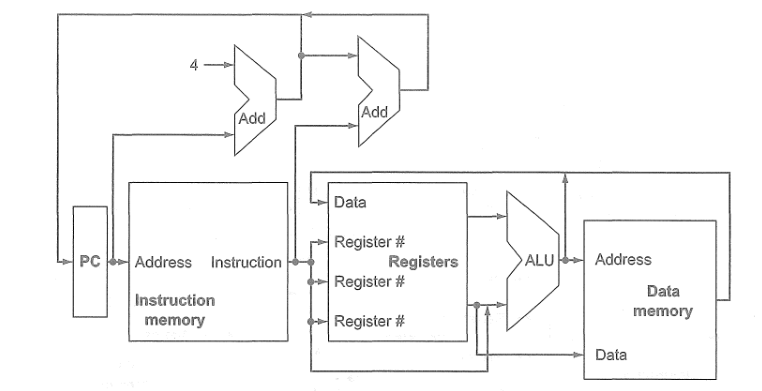 4
Add
Add
Data
Register #
PC
Address
Instruction
Registers
ALU
Address
Register #
Instruction
memory
Data
memory
Register #
Data